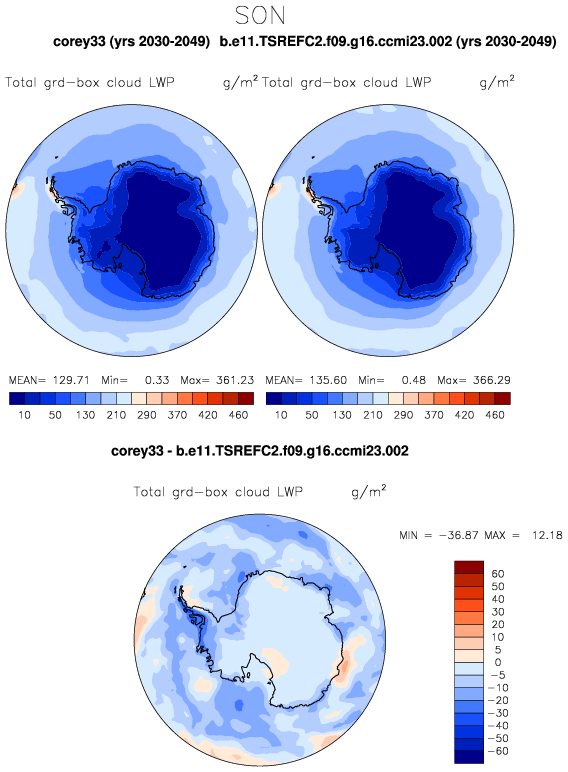 SON
corey33 (yrs 2030-2049) b.e11.TSREFC2.f09.g16.ccmi23.002 (yrs 2030-2049)
Total grd-box cloud LWP g/m² Total grd-box cloud LWP g/m²
MEAN= 129.71 Min= 0.33 Max= 361.23 MEAN= 135.60 Min= 0.48 Max= 366.29
10 50 130 210 290 370 420 460 10 50 130 210 290 370 420 460
corey33 - b.e11.TSREFC2.f09.g16.ccmi23.002
Total grd-box cloud LWP g/m²
MIN = -36.87 MAX = 12.18
60
50
40
30
20
10
5
0
-5
-10
-20
-30
-40
-50
-60